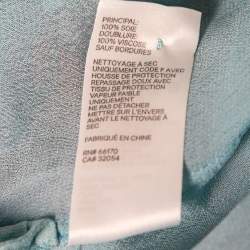 PRINCIPAL:
100% SOIE
DOUBLURE:
100% VISCOSE
SAUF BORDURES
NETTOYAGE A SEC
UNIQUEMENT CODE F AVEC
HOUSSE DE PROTECTION
REPASSAGE DOUX AVEC
TISSU DE PROTECTION
VAPEUR FAIBLE
UNIQUEMENT
NE PAS DETACHER
METTRE SUR L'ENVERS
AVANT LE NETTOYAGE A
SEC
FABRIQUÉ EN CHINE
RN# 66170
CA# 32054